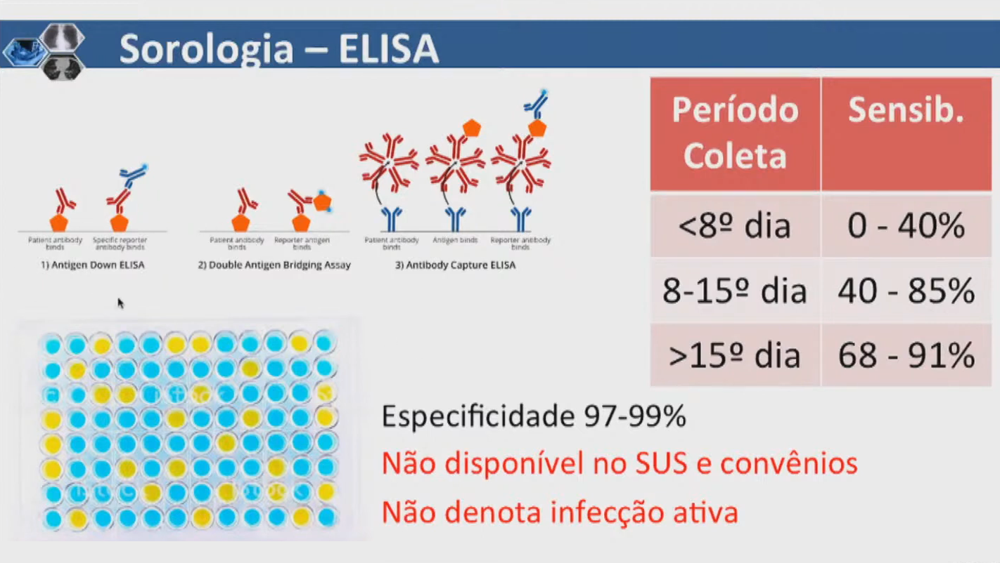 Sorologia – ELISA
Patient antibody
binds
Specific reporter
antibody binds
1) Antigen Down ELISA
Patient antibody
binds
Reporter antigen
binds
2) Double Antigen Bridging Assay
Patient antibody
binds
Antigen binds
Reporter antibody
binds
3) Antibody Capture ELISA
Período
Coleta
Sensib.
<8º dia
0 - 40%
8-15º dia
40 - 85%
>15º dia
68 - 91%
Especificidade 97-99%
Não disponível no SUS e convênios
Não denota infecção ativa